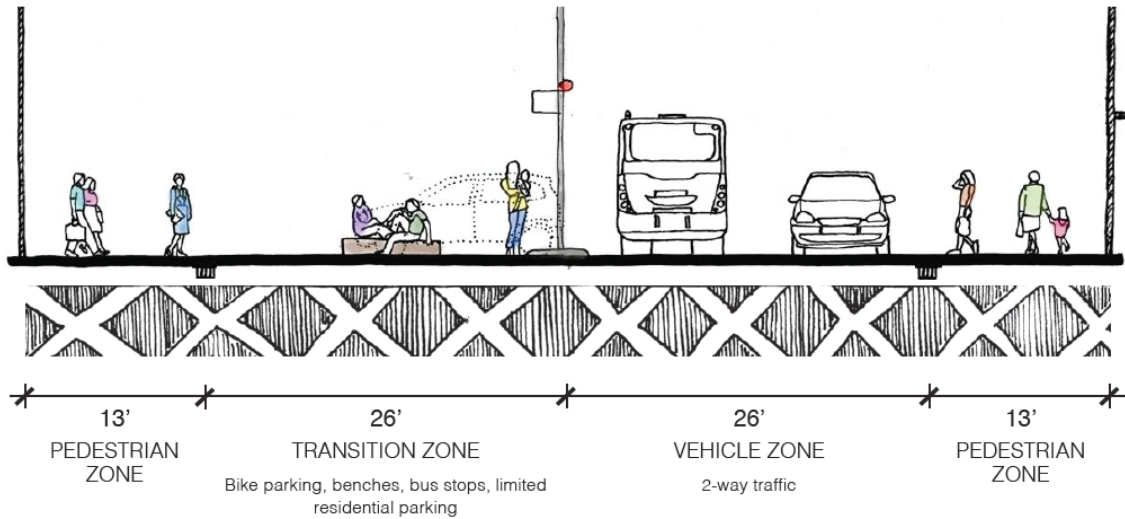 13’
PEDESTRIAN
ZONE
26’
TRANSITION ZONE
Bike parking, benches, bus stops, limited
residential parking
26’
VEHICLE ZONE
2-way traffic
13’
PEDESTRIAN
ZONE